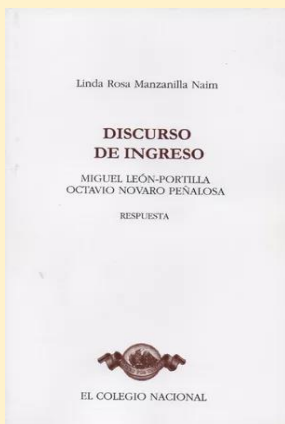 Linda Rosa Manzanilla Naim
DISCURSO
DE INGRESO
MIGUEL LEÓN-PORTILLA
OCTAVIO NOVARO PEÑALOSA
RESPUESTA
EL COLEGIO NACIONAL